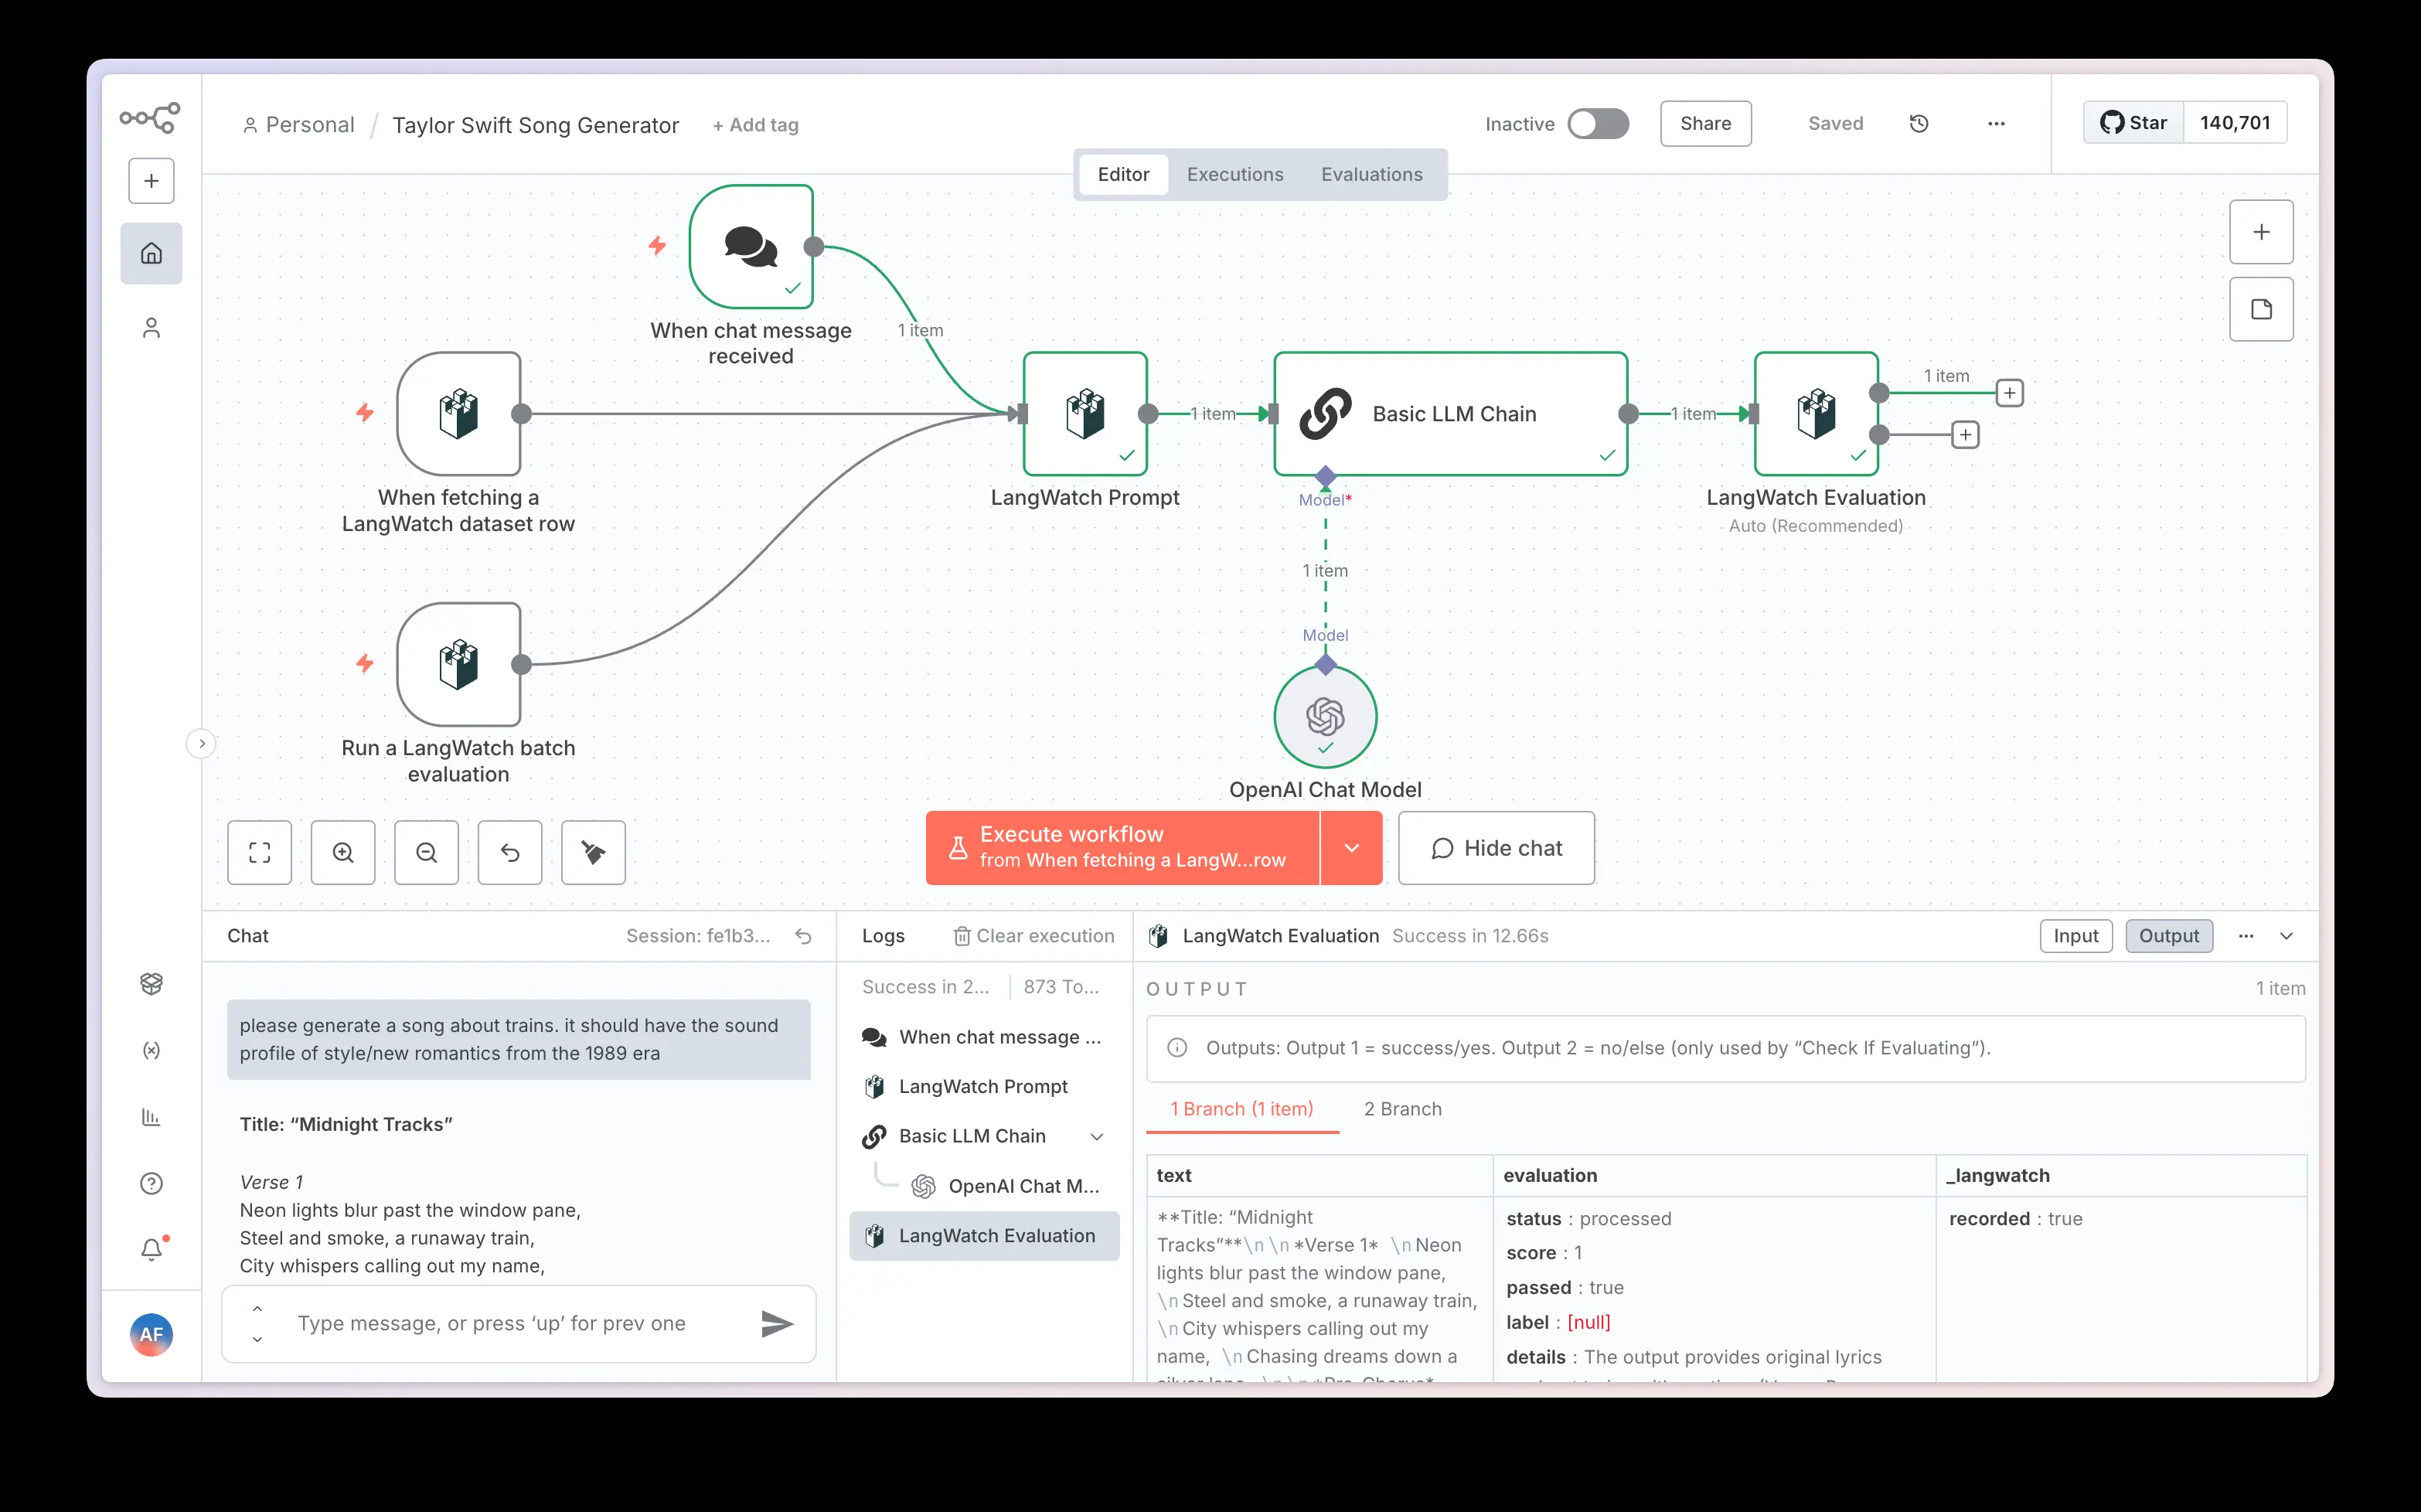 Personal / Taylor Swift Song Generator + Add tag
Inactive Share Saved Star 140,701
Editor Executions Evaluations
When chat message
received
1 item
When fetching a
LangWatch dataset row
Run a LangWatch batch
evaluation
LangWatch Prompt
1 item
Basic LLM Chain
1 item
LangWatch Evaluation
Auto (Recommended)
1 item
Model*
1 item
Model
OpenAI Chat Model
Execute workflow
from When fetching a LangW...row
Hide chat
Chat Session: fe1b3...
please generate a song about trains. it should have the sound
profile of style/new romantics from the 1989 era
Title: “Midnight Tracks”
Verse 1
Neon lights blur past the window pane,
Steel and smoke, a runaway train,
City whispers calling out my name,
Type message, or press ‘up’ for prev one
AF
Logs Clear execution
Success in 2... 873 To...
When chat message ...
LangWatch Prompt
Basic LLM Chain
OpenAI Chat M...
LangWatch Evaluation
LangWatch Evaluation Success in 12.66s Input Output
OUTPUT 1 item
Outputs: Output 1 = success/yes. Output 2 = no/else (only used by “Check If Evaluating”).
1 Branch (1 item) 2 Branch
text evaluation _langwatch
**Title: “Midnight
Tracks”**\n \n *Verse 1* \n Neon
lights blur past the window pane,
\n Steel and smoke, a runaway train,
\n City whispers calling out my
name, \n Chasing dreams down a
status : processed
score : 1
passed : true
label : [null]
details : The output provides original lyrics
recorded : true